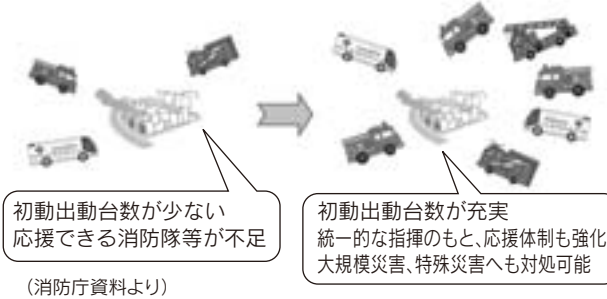 初動出動台数が少ない
応援できる消防隊等が不足
初動出動台数が充実
統一的な指揮のもと、応援体制も強化
大規模災害、特殊災害へも対処可能
(消防庁資料より)